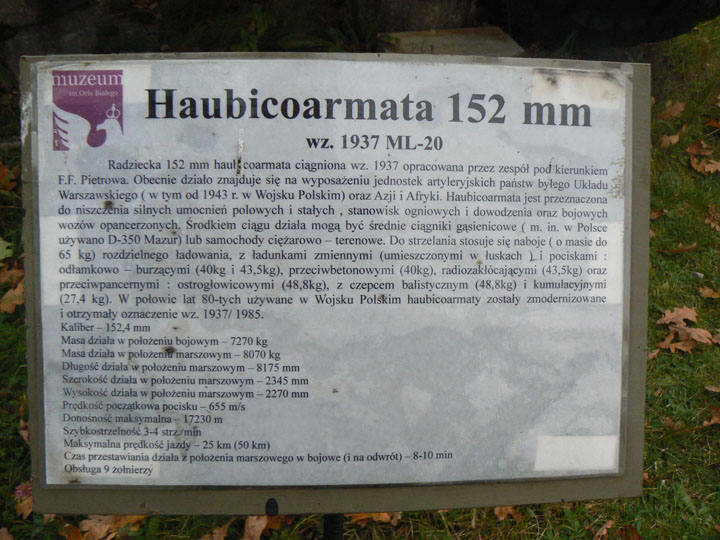 muzeum
im. Orła Białego
Haubicoarmata 152 mm
wz. 1937 ML-20
Radziecka 152 mm haubicoarmata ciągniona wz. 1937 opracowana przez zespół pod kierunkiem
F.F. Pietrowa. Obecnie działo znajduje się na wyposażeniu jednostek artyleryjskich państw byłego Układu
Warszawskiego ( w tym od 1943 r. w Wojsku Polskim) oraz Azji i Afryki. Haubicoarmata jest przeznaczona
do niszczenia silnych umocnień polowych i stałych , stanowisk ogniowych i dowodzenia oraz bojowych
wozów opancerzonych. Środkiem ciągu działa mogą być średnie ciągniki gąsienicowe ( m. in. w Polsce
używano D-350 Mazur) lub samochody ciężarowo – terenowe. Do strzelania stosuje się naboje ( o masie do
65 kg) rozdzielnego ładowania, z ładunkami zmiennymi (umieszczonymi w łuskach ) i pociskami :
odłamkowo – burzącymi (40kg i 43,5kg), przeciwbetonowymi (40kg), radiozakłócającymi (43,5kg) oraz
przeciwpancernymi : ostrogłowicowymi (48,8kg), z czepcem balistycznym (48,8kg) i kumulacyjnymi
(27,4 kg). W połowie lat 80-tych używane w Wojsku Polskim haubicoarmaty zostały zmodernizowane
i otrzymały oznaczenie wz. 1937/ 1985.
Kaliber – 152,4 mm
Masa działa w położeniu bojowym – 7270 kg
Masa działa w położeniu marszowym – 8070 kg
Długość działa w położeniu marszowym – 8175 mm
Szerokość działa w położeniu marszowym – 2345 mm
Wysokość działa w położeniu marszowym – 2270 mm
Prędkość początkowa pocisku – 655 m/s
Donośność maksymalna – 17230 m
Szybkostrzelność 3-4 strz./min
Maksymalna prędkość jazdy – 25 km (50 km)
Czas przestawiania działa z położenia marszowego w bojowe (i na odwrót) – 8-10 min
Obsługa 9 żołnierzy